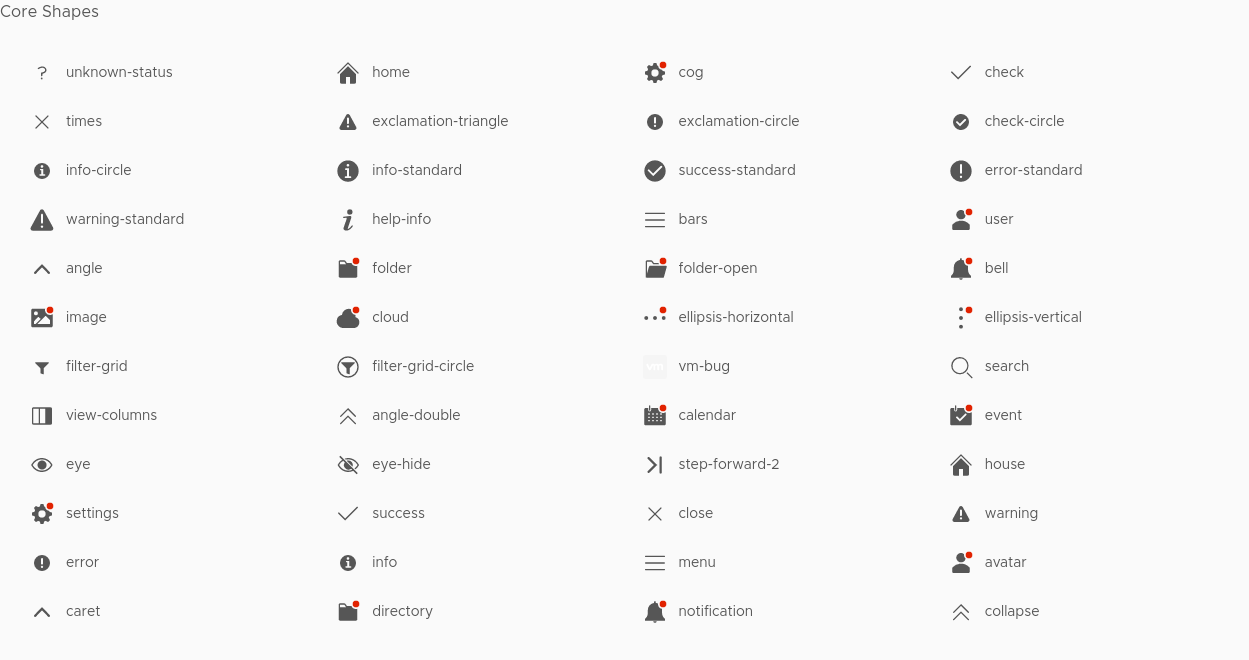 Core Shapes
? unknown-status home cog check
times exclamation-triangle exclamation-circle check-circle
info-circle info-standard success-standard error-standard
warning-standard help-info bars user
angle folder folder-open bell
image cloud ellipsis-horizontal ellipsis-vertical
filter-grid filter-grid-circle vm vm-bug search
view-columns angle-double calendar event
eye eye-hide step-forward-2 house
settings success close warning
error info menu avatar
caret directory notification collapse